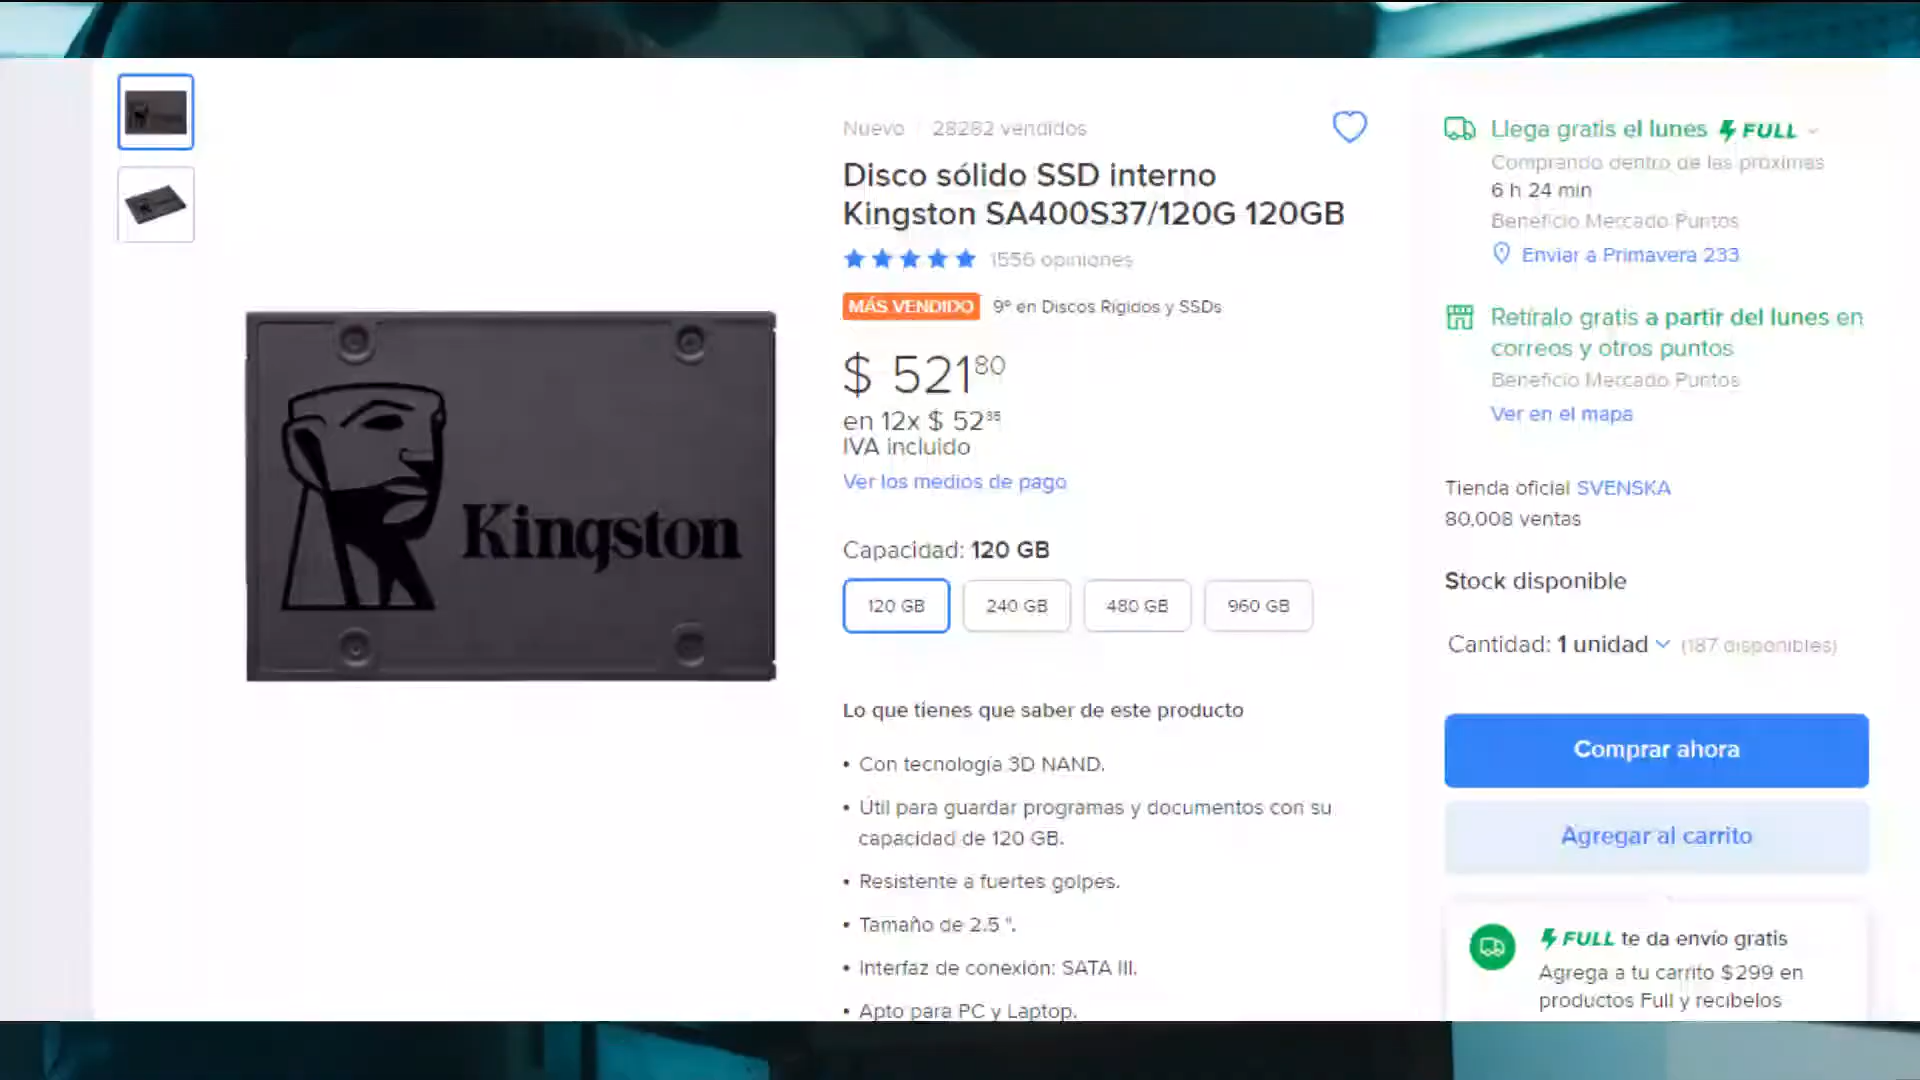 Nuevo | 28282 vendidos
Disco sólido SSD interno
Kingston SA400S37/120G 120GB
1556 opiniones
MÁS VENDIDO 9º en Discos Rígidos y SSDs
$ 521 80
en 12x $ 52 35
IVA incluido
Ver los medios de pago
Capacidad: 120 GB
120 GB 240 GB 480 GB 960 GB
Lo que tienes que saber de este producto
• Con tecnología 3D NAND.
• Útil para guardar programas y documentos con su
capacidad de 120 GB.
• Resistente a fuertes golpes.
• Tamaño de 2.5 ".
• Interfaz de conexión: SATA III.
• Apto para PC y Laptop.
Kingston
Llega gratis el lunes FULL
Comprando dentro de las próximas
6 h 24 min
Beneficio Mercado Puntos
Enviar a Primavera 233
Retíralo gratis a partir del lunes en
correos y otros puntos
Beneficio Mercado Puntos
Ver en el mapa
Tienda oficial SVENSKA
80,008 ventas
Stock disponible
Cantidad: 1 unidad (187 disponibles)
Comprar ahora
Agregar al carrito
FULL te da envío gratis
Agrega a tu carrito $299 en
productos Full y recíbelos